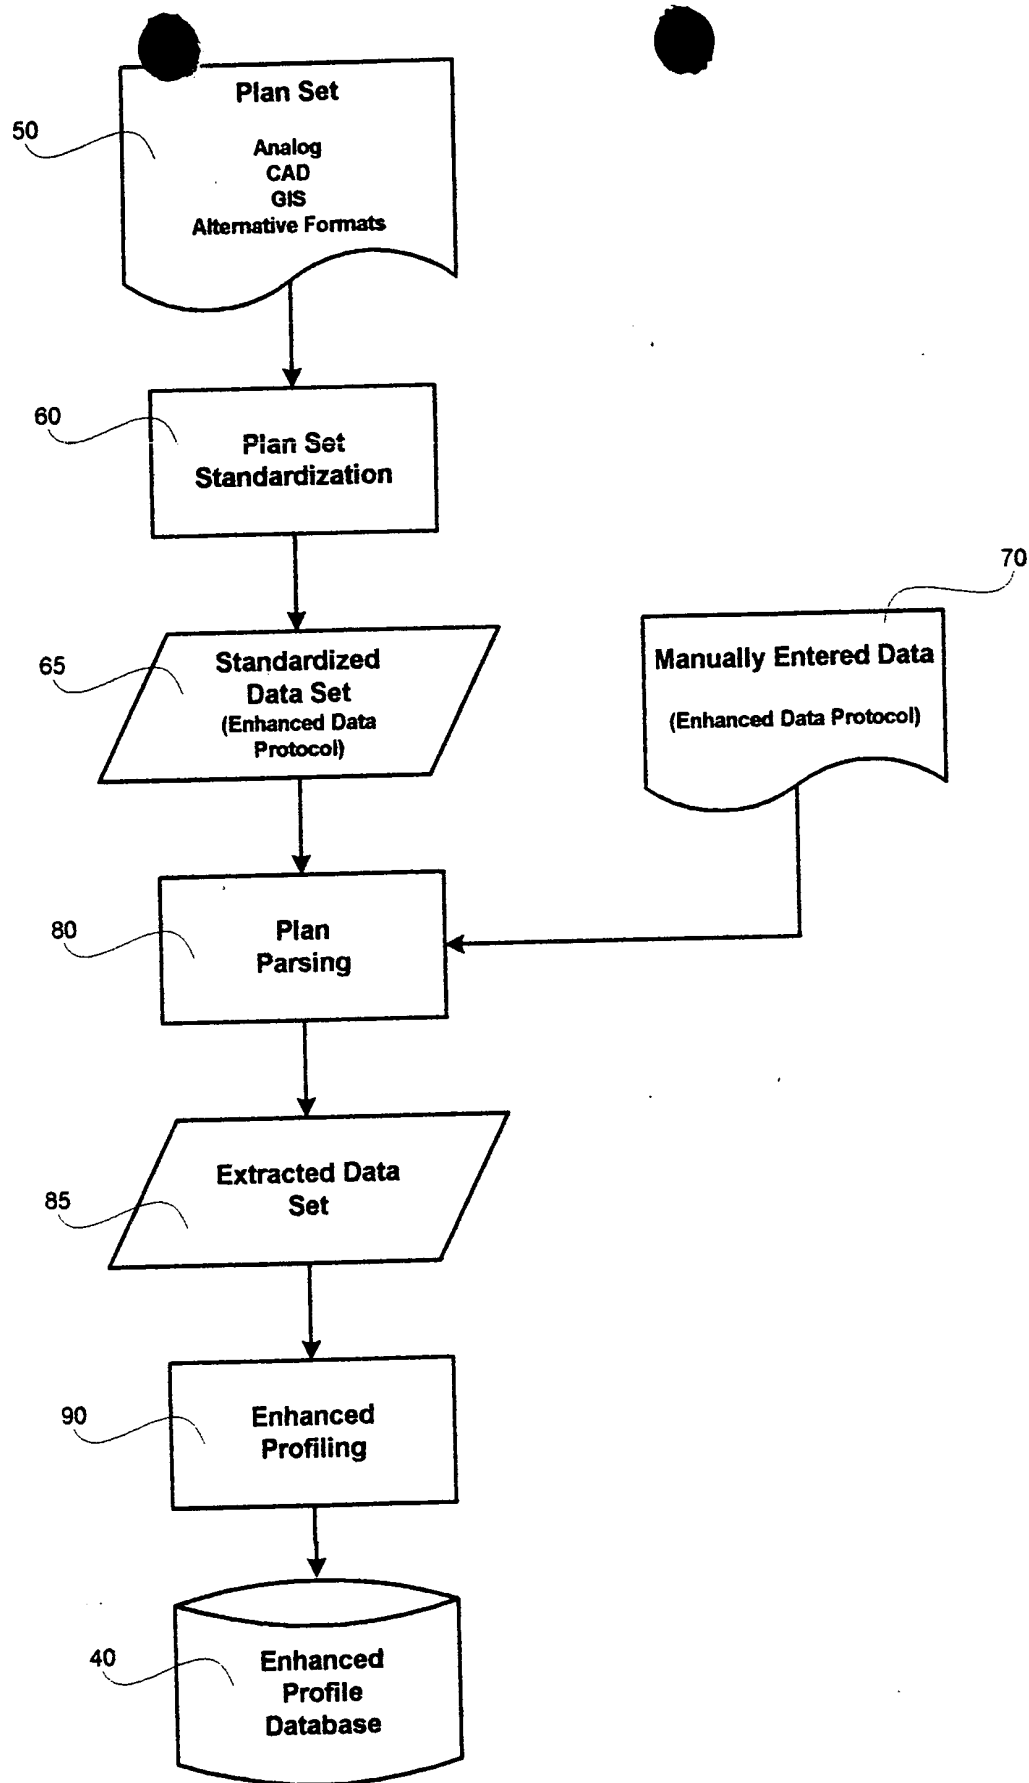 Plan Set
50
Analog
CAD
GIS
Alternative Formats
60
Plan Set
Standardization
65
Standardized
Data Set
(Enhanced Data
Protocol)
70
Manually Entered Data
(Enhanced Data Protocol)
80
Plan
Parsing
85
Extracted Data
Set
90
Enhanced
Profiling
40
Enhanced
Profile
Database